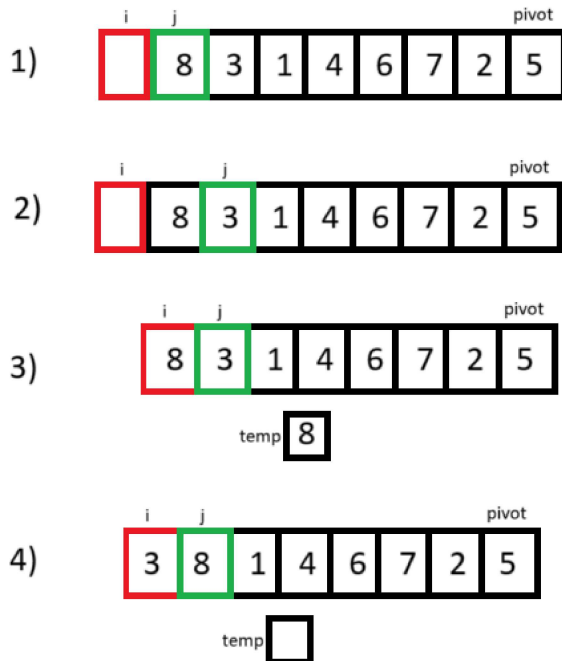 i j pivot
1) 8 3 1 4 6 7 2 5
i j pivot
2) 8 3 1 4 6 7 2 5
i j pivot
3) 8 3 1 4 6 7 2 5
temp 8
i j pivot
4) 3 8 1 4 6 7 2 5
temp